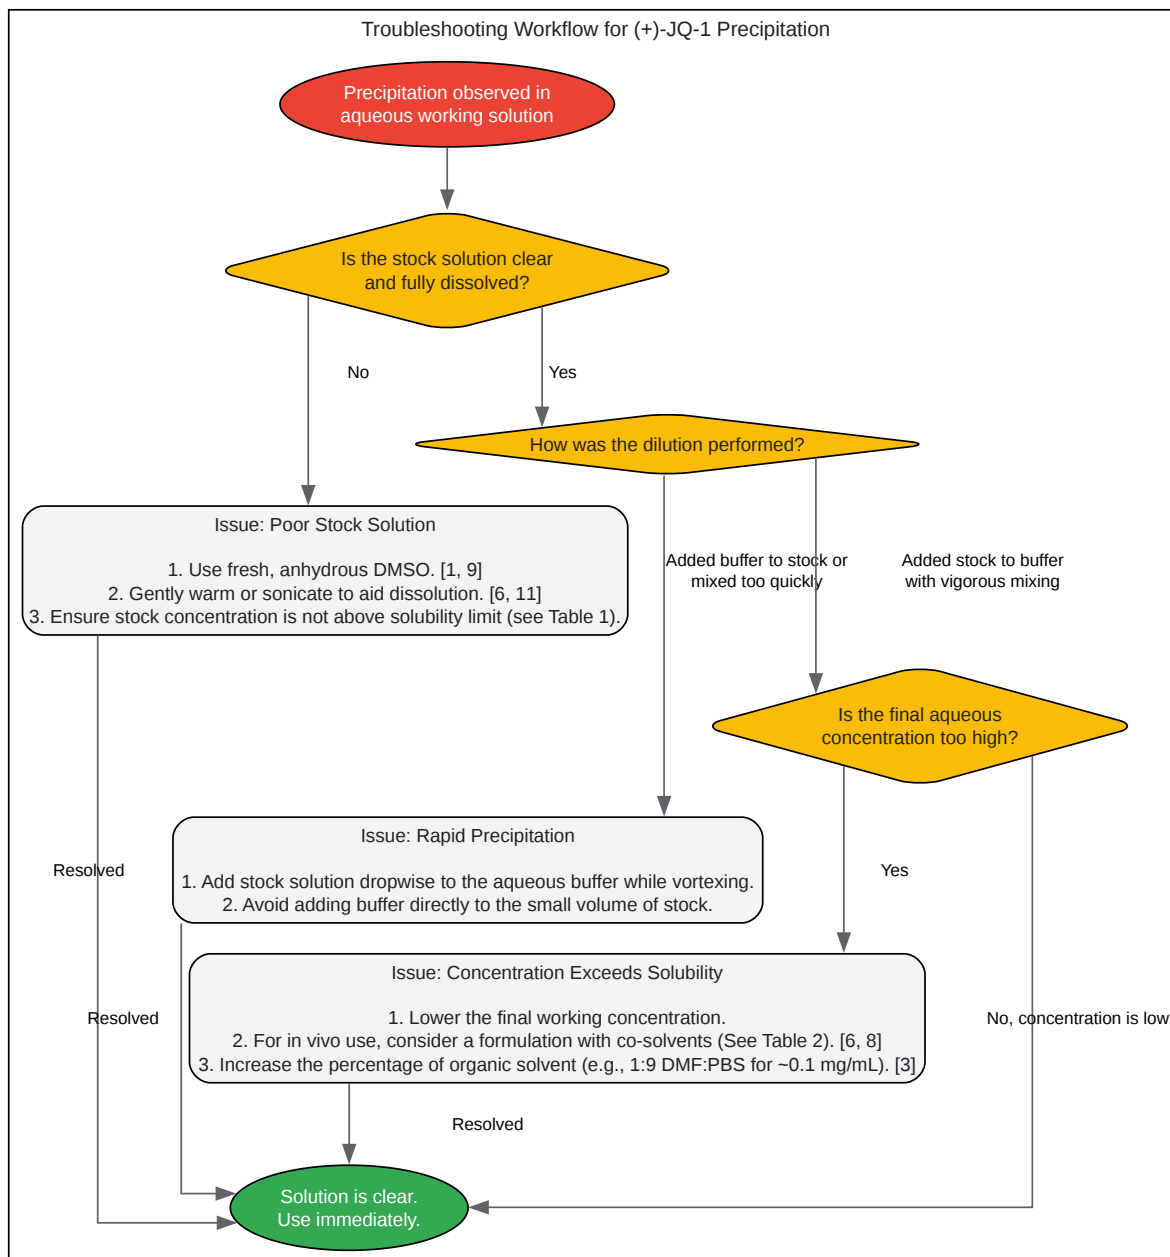 Troubleshooting Workflow for (+)-JQ-1 Precipitation
Precipitation observed in
aqueous working solution
Is the stock solution clear
and fully dissolved?
No
Yes
How was the dilution performed?
Issue: Poor Stock Solution
1. Use fresh, anhydrous DMSO. [1, 9]
2. Gently warm or sonicate to aid dissolution. [6, 11]
3. Ensure stock concentration is not above solubility limit (see Table 1).
Added buffer to stock or
mixed too quickly
Added stock to buffer
with vigorous mixing
Is the final aqueous
concentration too high?
Issue: Rapid Precipitation
1. Add stock solution dropwise to the aqueous buffer while vortexing.
2. Avoid adding buffer directly to the small volume of stock.
Resolved
Yes
Issue: Concentration Exceeds Solubility
1. Lower the final working concentration.
2. For in vivo use, consider a formulation with co-solvents (See Table 2). [6, 8]
3. Increase the percentage of organic solvent (e.g., 1:9 DMF:PBS for ~0.1 mg/mL). [3]
Resolved
No, concentration is low
Resolved
Solution is clear.
Use immediately.